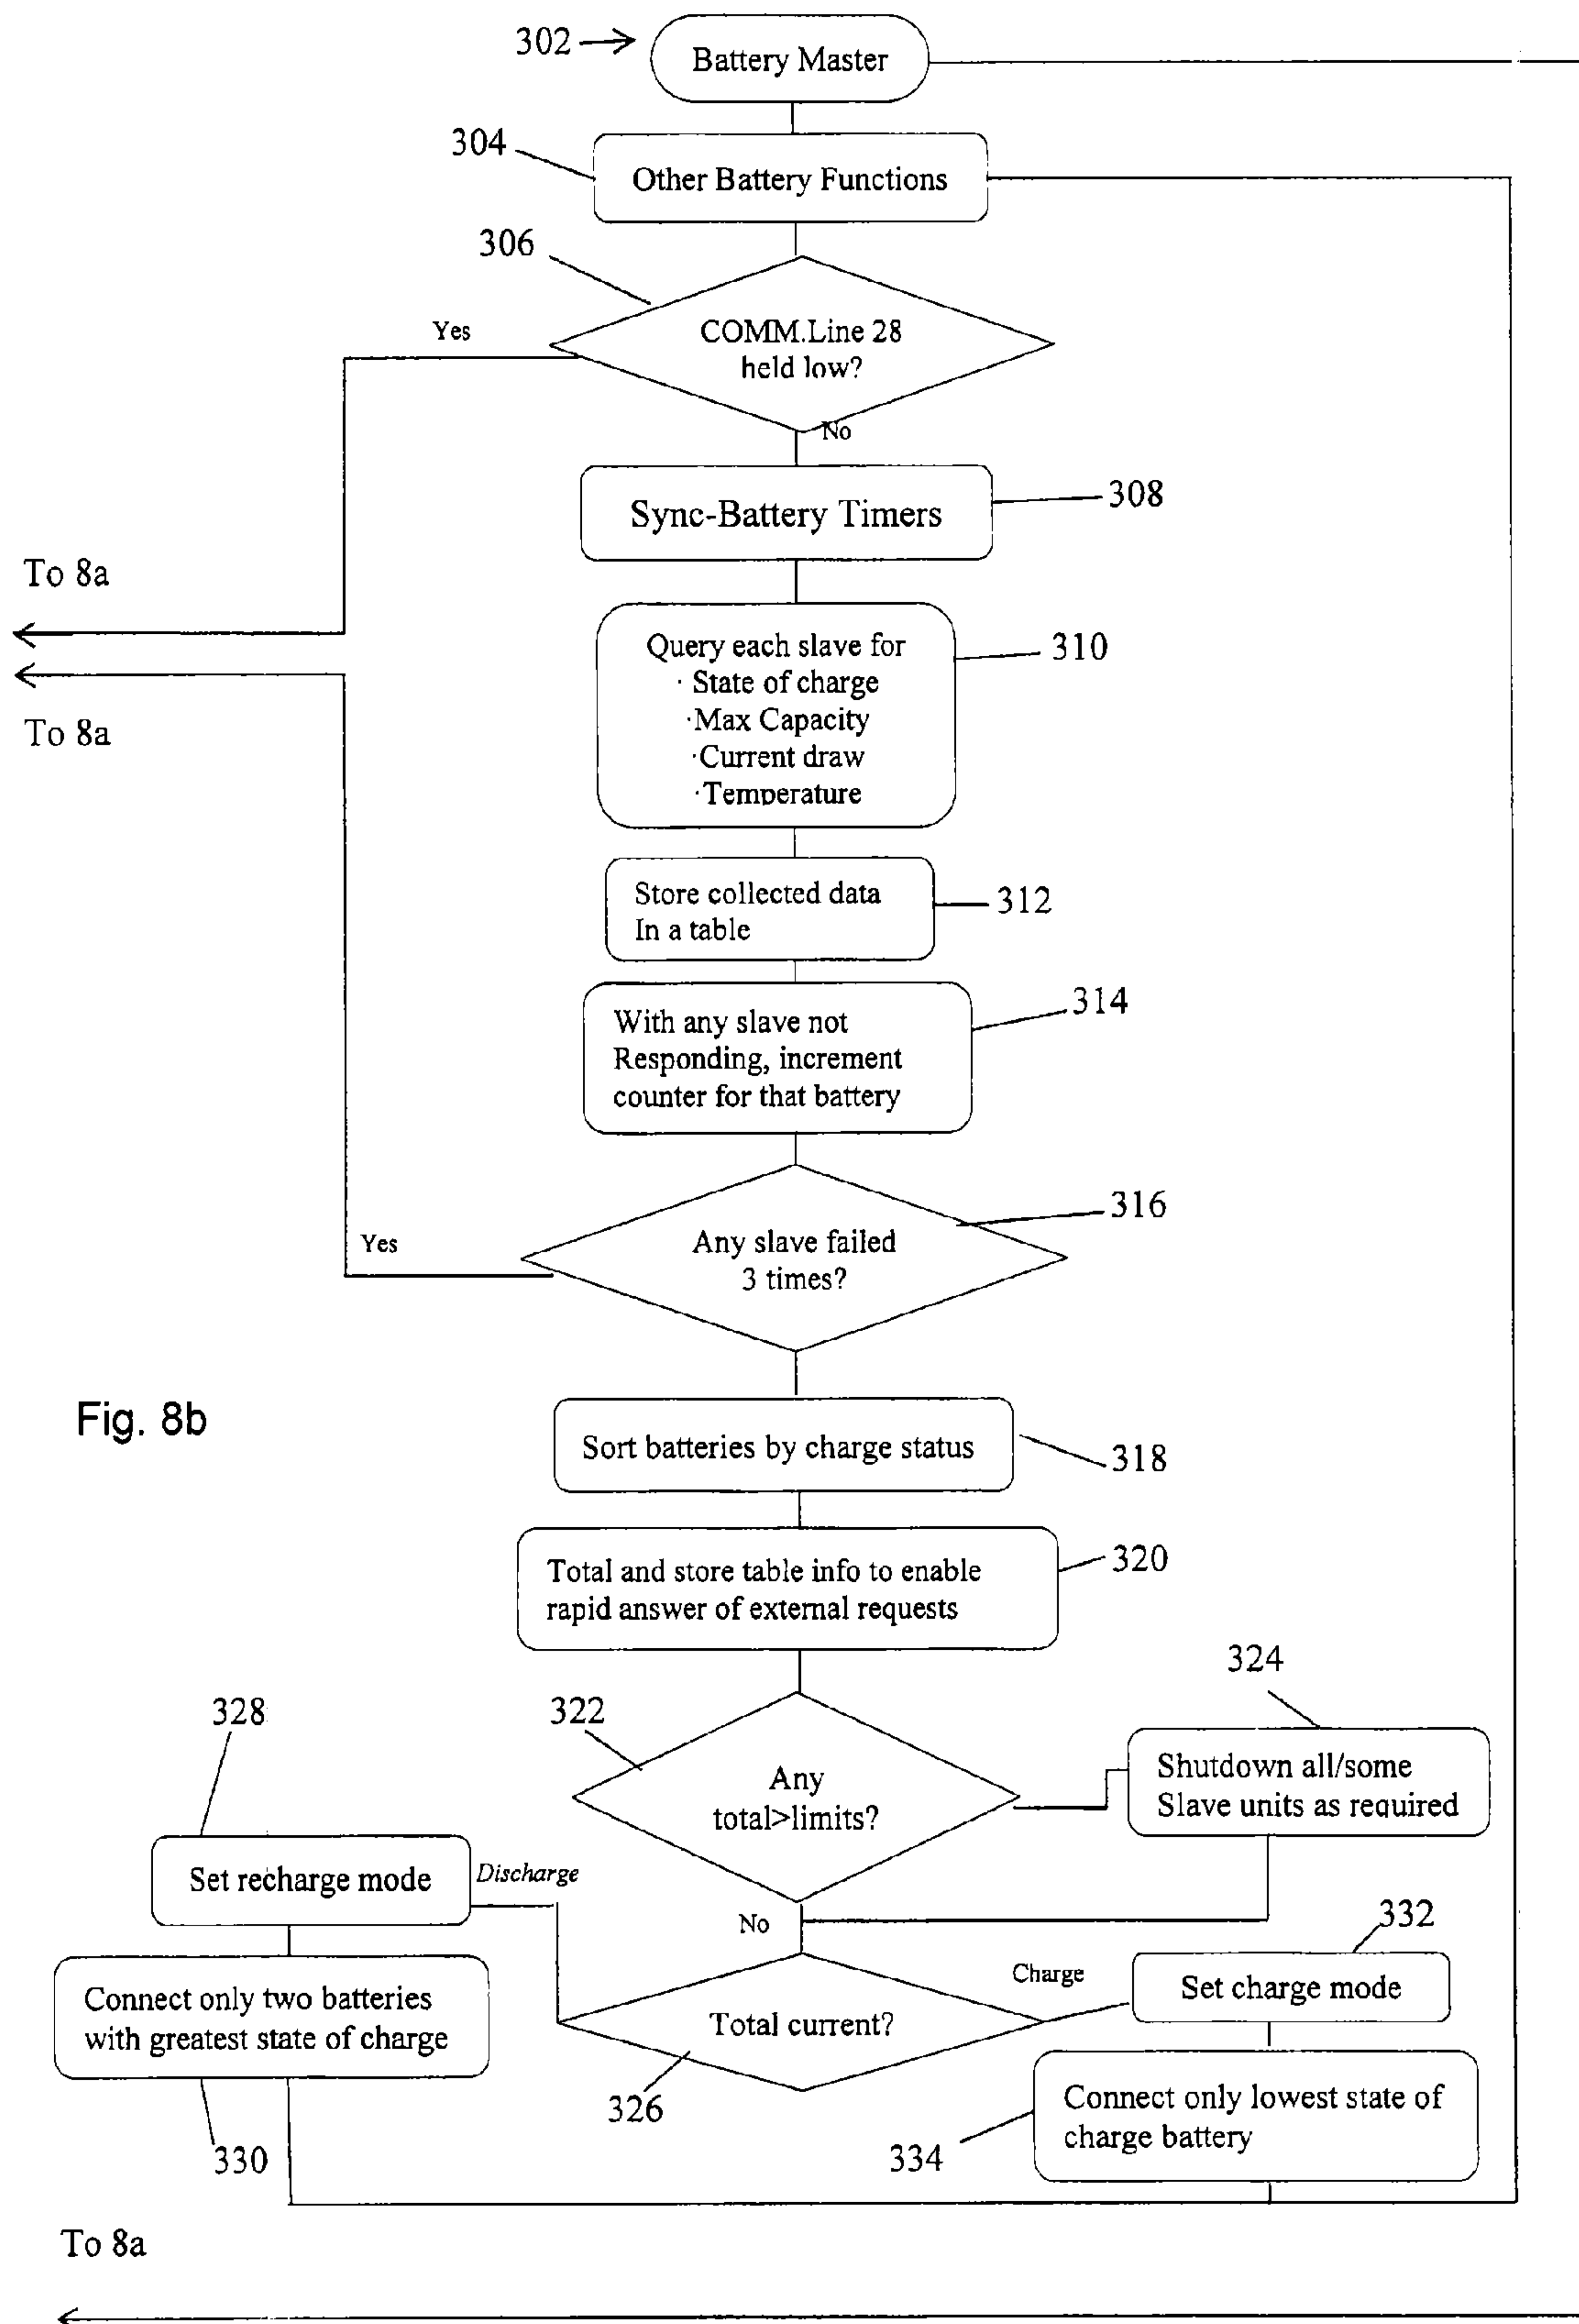 302
Battery Master
304
Other Battery Functions
306
Yes
COMM.Line 28
held low?
No
Sync-Battery Timers
308
To 8a
Query each slave for
· State of charge
·Max Capacity
·Current draw
·Temperature
310
To 8a
Store collected data
In a table
312
With any slave not
Responding, increment
counter for that battery
314
Yes
Any slave failed
3 times?
316
Fig. 8b
Sort batteries by charge status
318
Total and store table info to enable
rapid answer of external requests
320
324
328
322
Any
total>limits?
Shutdown all/some
Slave units as required
Set recharge mode
Discharge
No
332
Charge
Set charge mode
Connect only two batteries
with greatest state of charge
Total current?
326
Connect only lowest state of
charge battery
330
334
To 8a